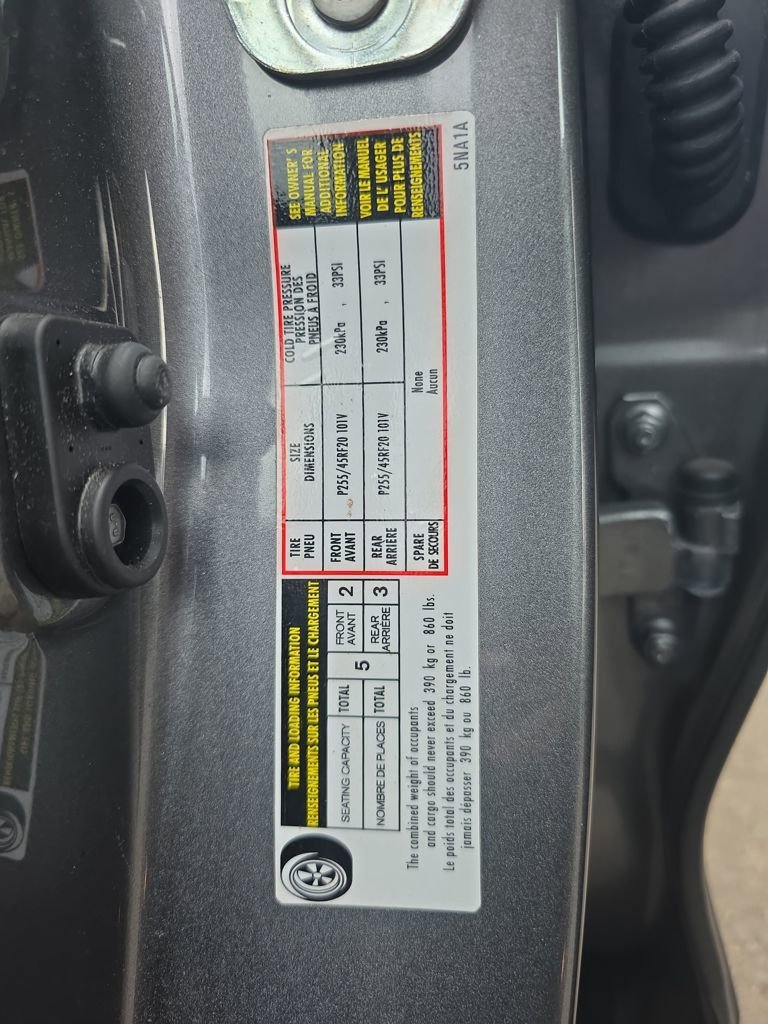 TIRE AND LOADING INFORMATION
RENSEIGNEMENTS SUR LES PNEUS ET LE CHARGEMENT
SEATING CAPACITY
NOMBRE DE PLACES
TOTAL
TOTAL
5
FRONT
AVANT
2
REAR
ARRIÈRE
3
The combined weight of occupants
and cargo should never exceed 390 kg or 860 lbs.
Le poids total des occupants et du chargement ne doit
jamais dépasser 390 kg ou 860 lb.
TIRE
PNEU
SIZE
DIMENSIONS
COLD TIRE PRESSURE
PRESSION DES
PNEUS À FROID
FRONT
AVANT
P255/45RF20 101V
230kPa , 33PSI
REAR
ARRIÈRE
P255/45RF20 101V
230kPa , 33PSI
SPARE
DE SECOURS
None
Aucun
SEE OWNER'S
MANUAL FOR
ADDITIONAL
INFORMATION
VOIR LE MANUEL
DE L'USAGER
POUR PLUS DE
RENSEIGNEMENTS
5NA1A